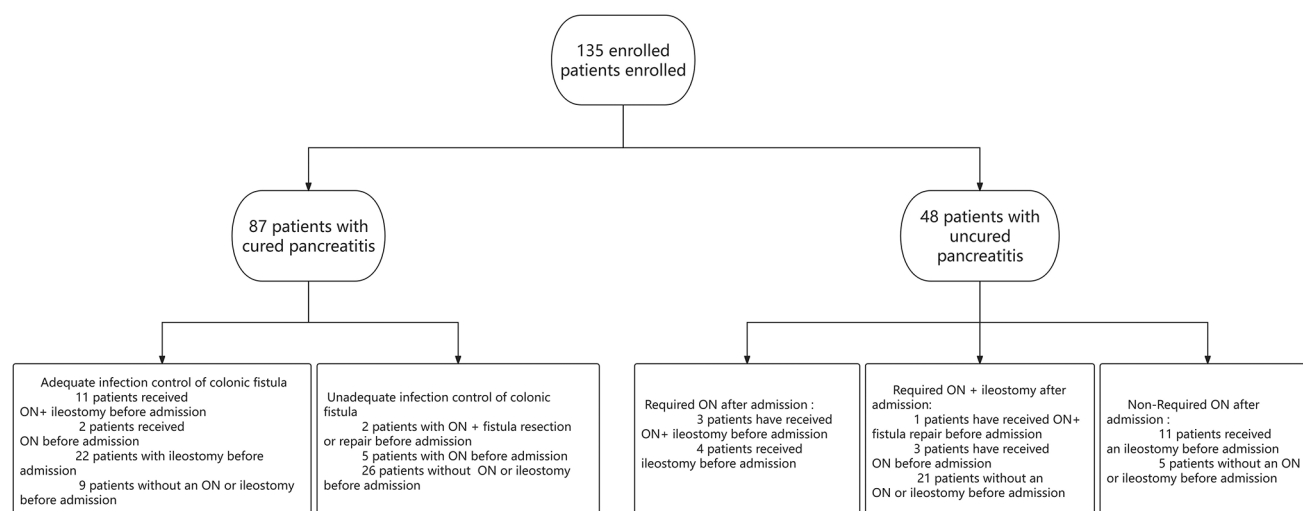 135 enrolled
patients enrolled
87 patients with
cured pancreatitis
48 patients with
uncured
pancreatitis
Adequate infection control of colonic fistula
11 patients received
ON+ ileostomy before admission
2 patients received
ON before admission
22 patients with ileostomy before
admission
9 patients without an ON or ileostomy
before admission
Unadequate infection control of colonic
fistula
2 patients with ON + fistula resection
or repair before admission
5 patients with ON before admission
26 patients without ON or ileostomy
before admission
Required ON after admission :
3 patients have received
ON+ ileostomy before admission
4 patients received
ileostomy before admission
Required ON + ileostomy after
admission:
1 patients have received ON+
fistula repair before admission
3 patients have received
ON before admission
21 patients without an
ON or ileostomy before admission
Non-Required ON after
admission :
11 patients received
an ileostomy before admission
5 patients without an ON
or ileostomy before admission